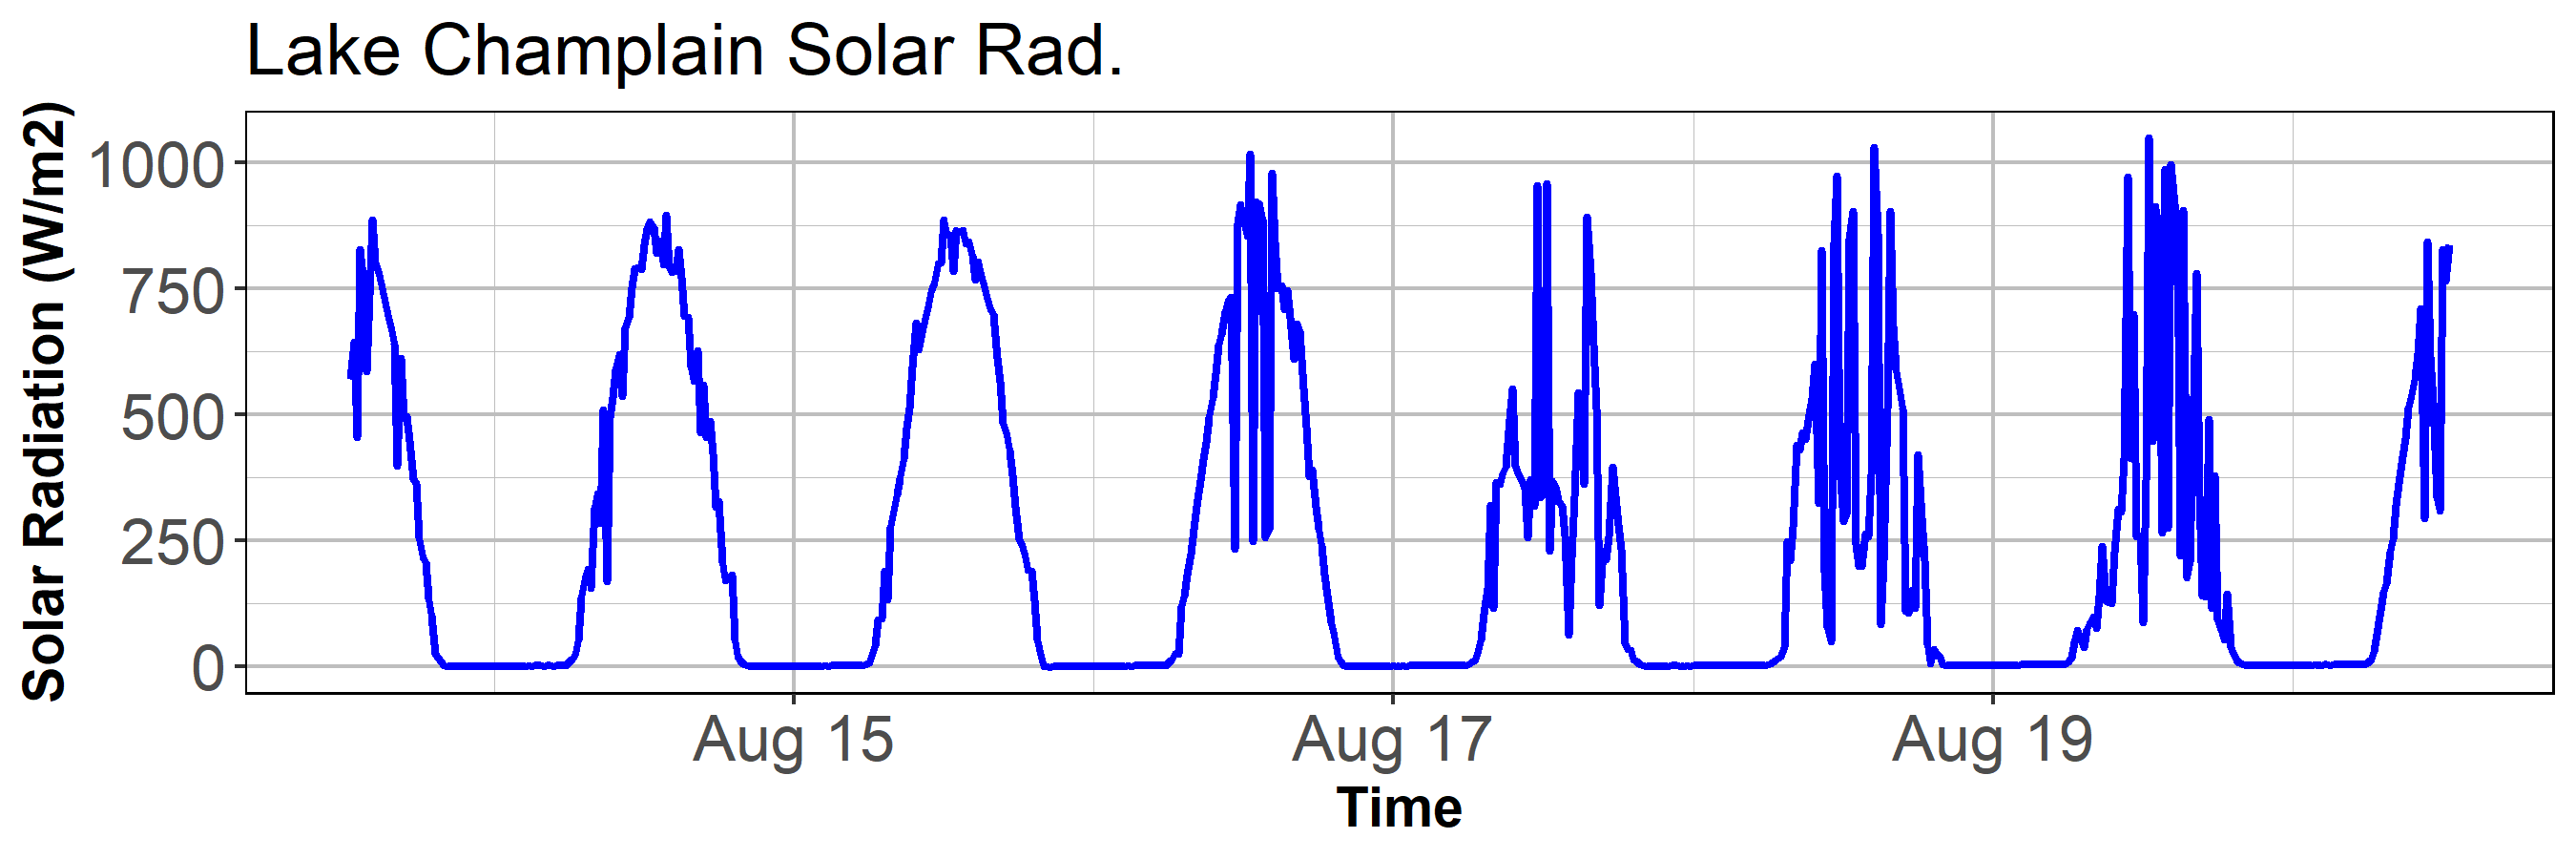 Lake Champlain Solar Rad.
Solar Radiation (W/m2)
1000
750
500
250
0
Aug 15
Aug 17
Aug 19
Time